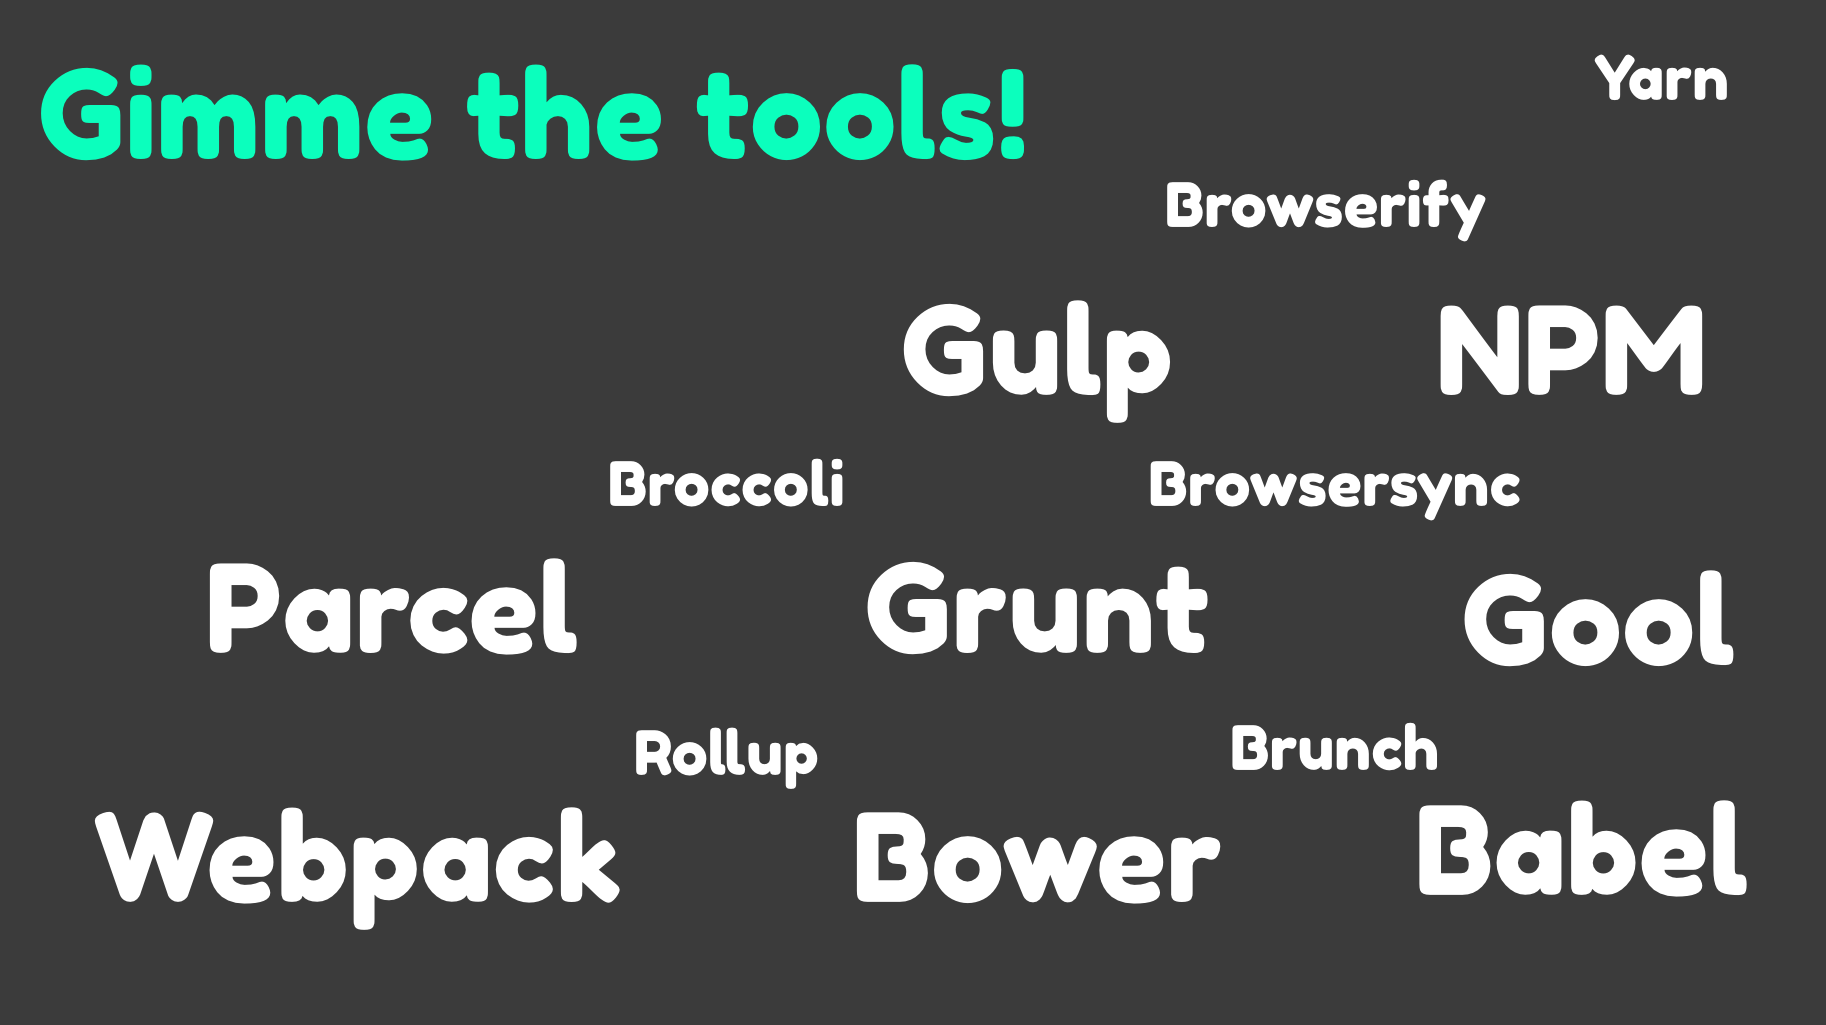 Gimme the tools!
Yarn
Browserify
Gulp
NPM
Broccoli
Browsersync
Parcel
Grunt
Gool
Rollup
Brunch
Webpack
Bower
Babel